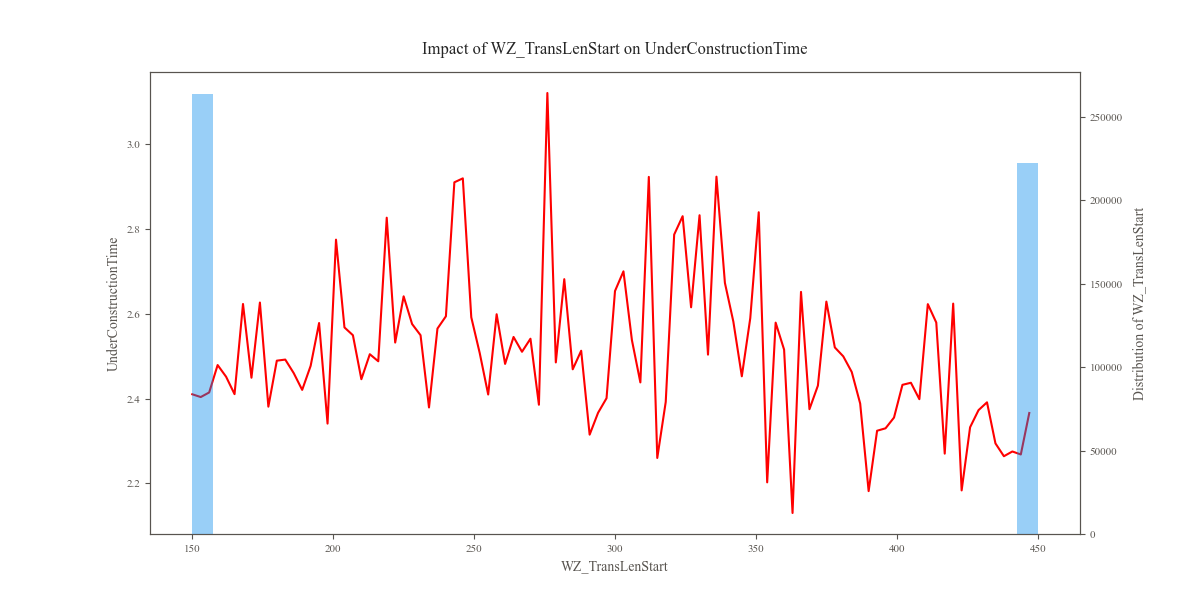 Impact of WZ_TransLenStart on UnderConstructionTime
UnderConstructionTime
3.0
2.8
2.6
2.4
2.2
250000
200000
150000
100000
50000
0
Distribution of WZ_TransLenStart
150 200 250 300 350 400 450
WZ_TransLenStart